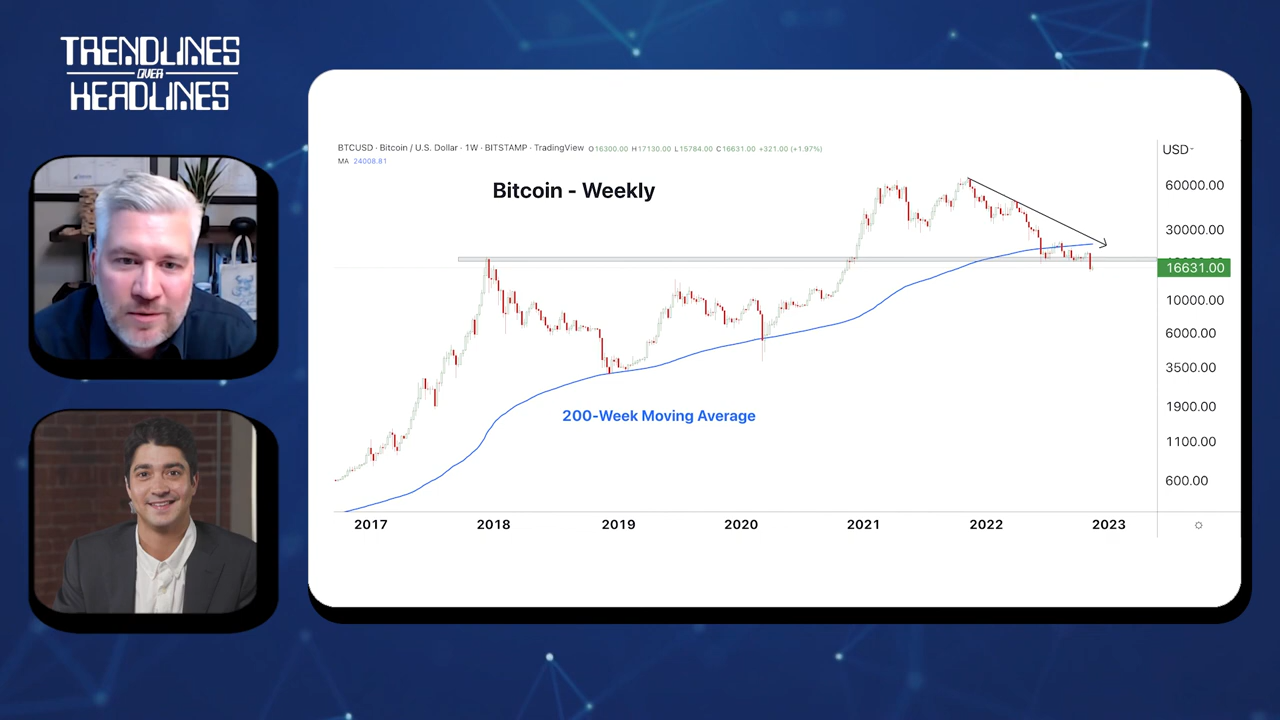 TRENDLINES
OVER
HEADLINES
BTCUSD · Bitcoin / U.S. Dollar · 1W · BITSTAMP · TradingView O16300.00 H17130.00 L15784.00 C16631.00 +321.00 (+1.97%)
MA 24008.81
Bitcoin - Weekly
USD
60000.00
30000.00
16631.00
10000.00
6000.00
3500.00
1900.00
1100.00
600.00
200-Week Moving Average
2017 2018 2019 2020 2021 2022 2023